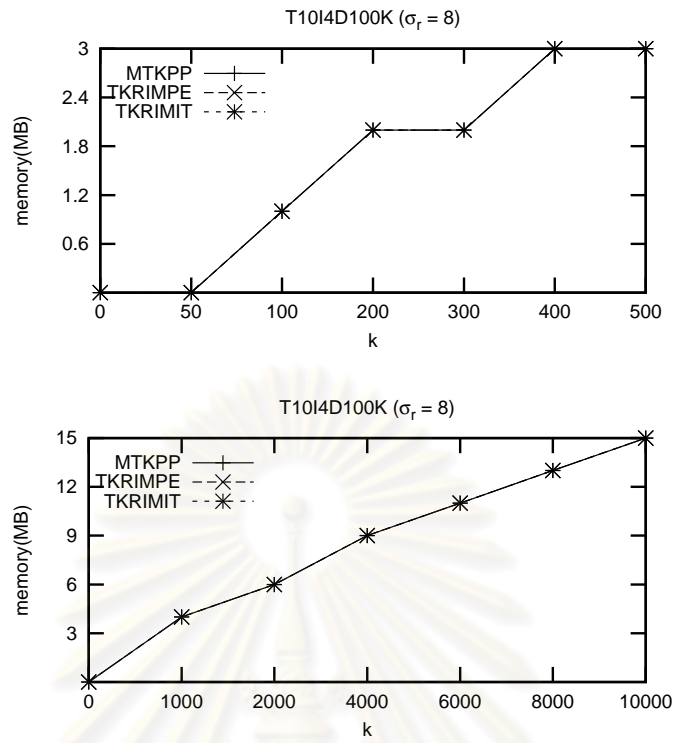 T10I4D100K (σr = 8)
3
2.4
1.8
1.2
0.6
memory(MB)
MTKPP
TKRIMPE
TKRIMIT
0 50 100 200 300 400 500
k
T10I4D100K (σr = 8)
15
12
9
6
3
memory(MB)
MTKPP
TKRIMPE
TKRIMIT
0 1000 2000 4000 6000 8000 10000
k